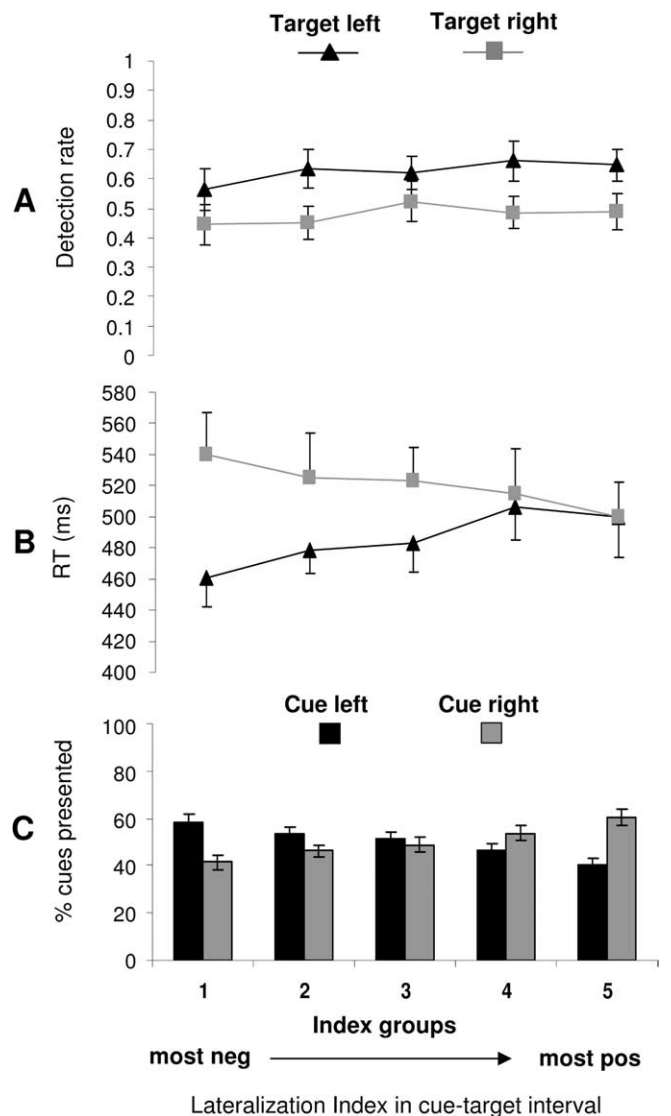 Target left Target right
A
Detection rate
1
0.9
0.8
0.7
0.6
0.5
0.4
0.3
0.2
0.1
0
B
RT (ms)
580
560
540
520
500
480
460
440
420
400
Cue left Cue right
C
% cues presented
100
80
60
40
20
0
1 2 3 4 5
Index groups
most neg most pos
Lateralization Index in cue-target interval